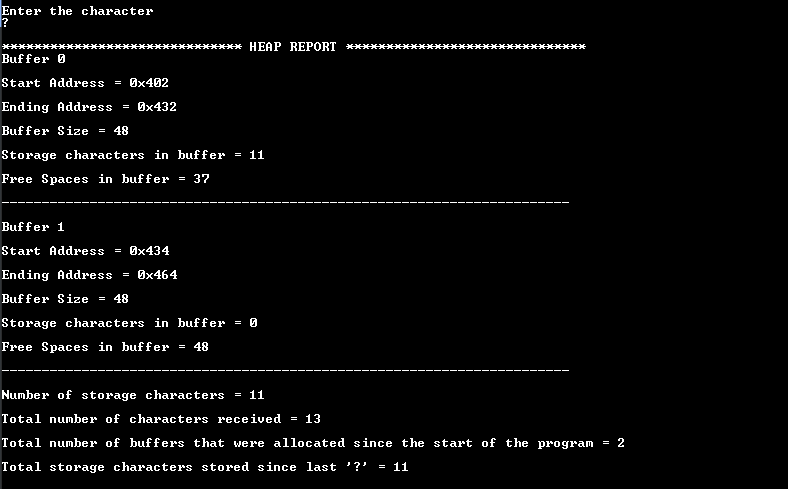 Enter the character
?
****************************** HEAP REPORT ******************************
Buffer 0
Start Address = 0x402
Ending Address = 0x432
Buffer Size = 48
Storage characters in buffer = 11
Free Spaces in buffer = 37
-----------------------------------------------------------------------
Buffer 1
Start Address = 0x434
Ending Address = 0x464
Buffer Size = 48
Storage characters in buffer = 0
Free Spaces in buffer = 48
-----------------------------------------------------------------------
Number of storage characters = 11
Total number of characters received = 13
Total number of buffers that were allocated since the start of the program = 2
Total storage characters stored since last '?' = 11